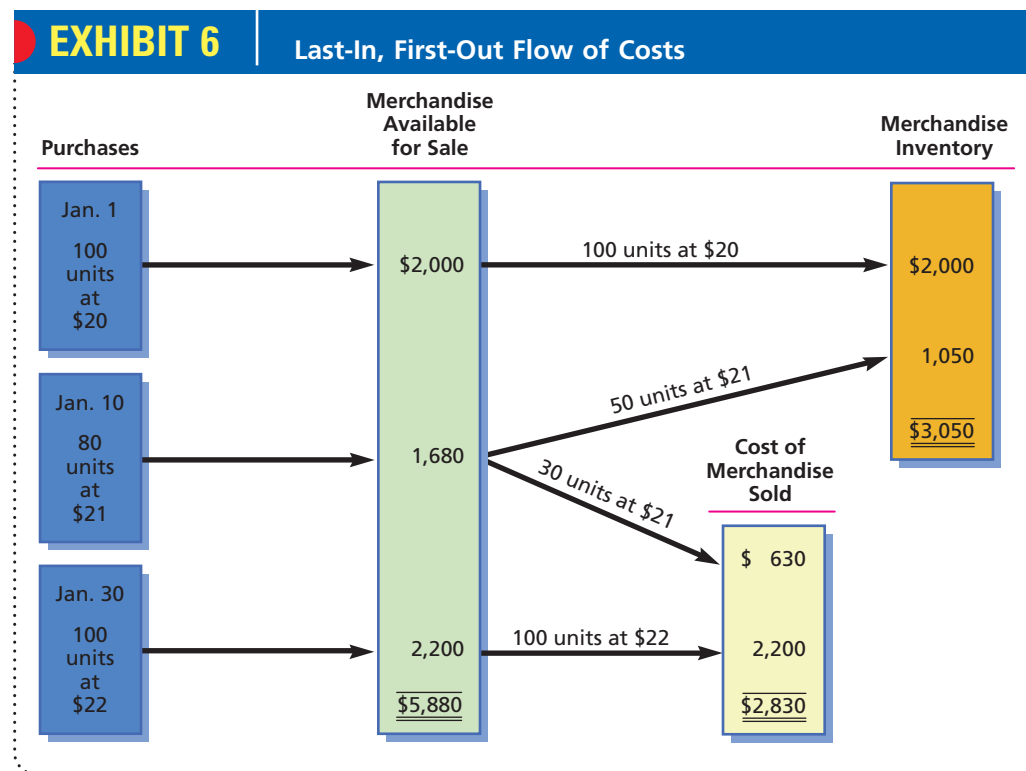 EXHIBIT 6
Last-In, First-Out Flow of Costs
Purchases
Merchandise
Available
for Sale
Merchandise
Inventory
Jan. 1
100
units
at
$20
$2,000
100 units at $20
$2,000
1,050
$3,050
Jan. 10
80
units
at
$21
1,680
50 units at $21
30 units at $21
Cost of
Merchandise
Sold
$ 630
Jan. 30
100
units
at
$22
2,200
100 units at $22
2,200
$5,880
$2,830